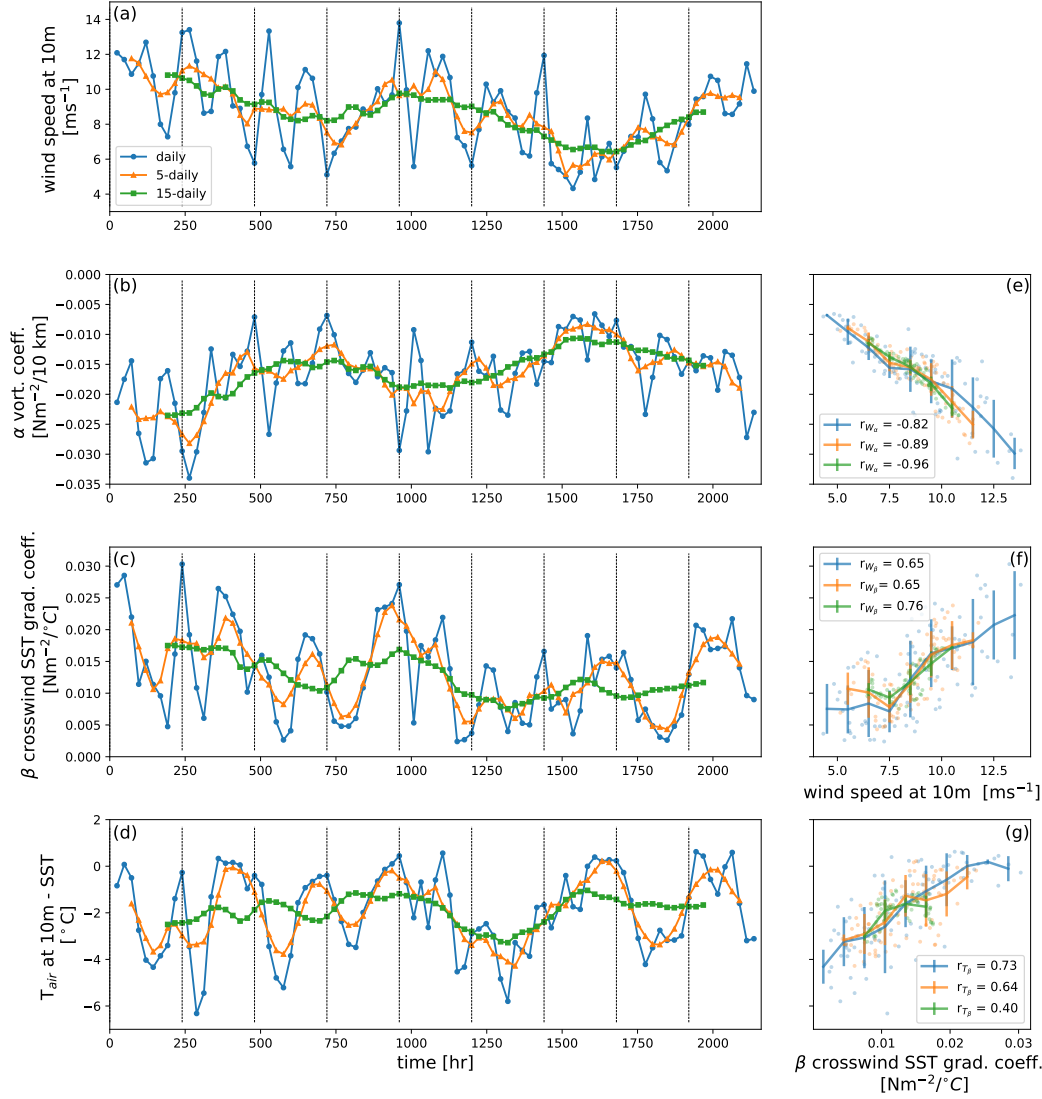 (a)
wind speed at 10m
[ms⁻¹]
14
12
10
8
6
4
daily
5-daily
15-daily
0 250 500 750 1000 1250 1500 1750 2000
(b)
α vort. coeff.
[Nm⁻²/10 km]
0.000
−0.005
−0.010
−0.015
−0.020
−0.025
−0.030
−0.035
0 250 500 750 1000 1250 1500 1750 2000
(e)
r_{W_α} = -0.82
r_{W_α} = -0.89
r_{W_α} = -0.96
5.0 7.5 10.0 12.5
(c)
β crosswind SST grad. coeff.
[Nm⁻²/°C]
0.030
0.025
0.020
0.015
0.010
0.005
0.000
0 250 500 750 1000 1250 1500 1750 2000
(f)
r_{W_β} = 0.65
r_{W_β} = 0.65
r_{W_β} = 0.76
5.0 7.5 10.0 12.5
wind speed at 10m [ms⁻¹]
(d)
T_{air} at 10m - SST
[°C]
2
0
−2
−4
−6
0 250 500 750 1000 1250 1500 1750 2000
time [hr]
(g)
r_{T_β} = 0.73
r_{T_β} = 0.64
r_{T_β} = 0.40
0.01 0.02 0.03
β crosswind SST grad. coeff.
[Nm⁻²/°C]